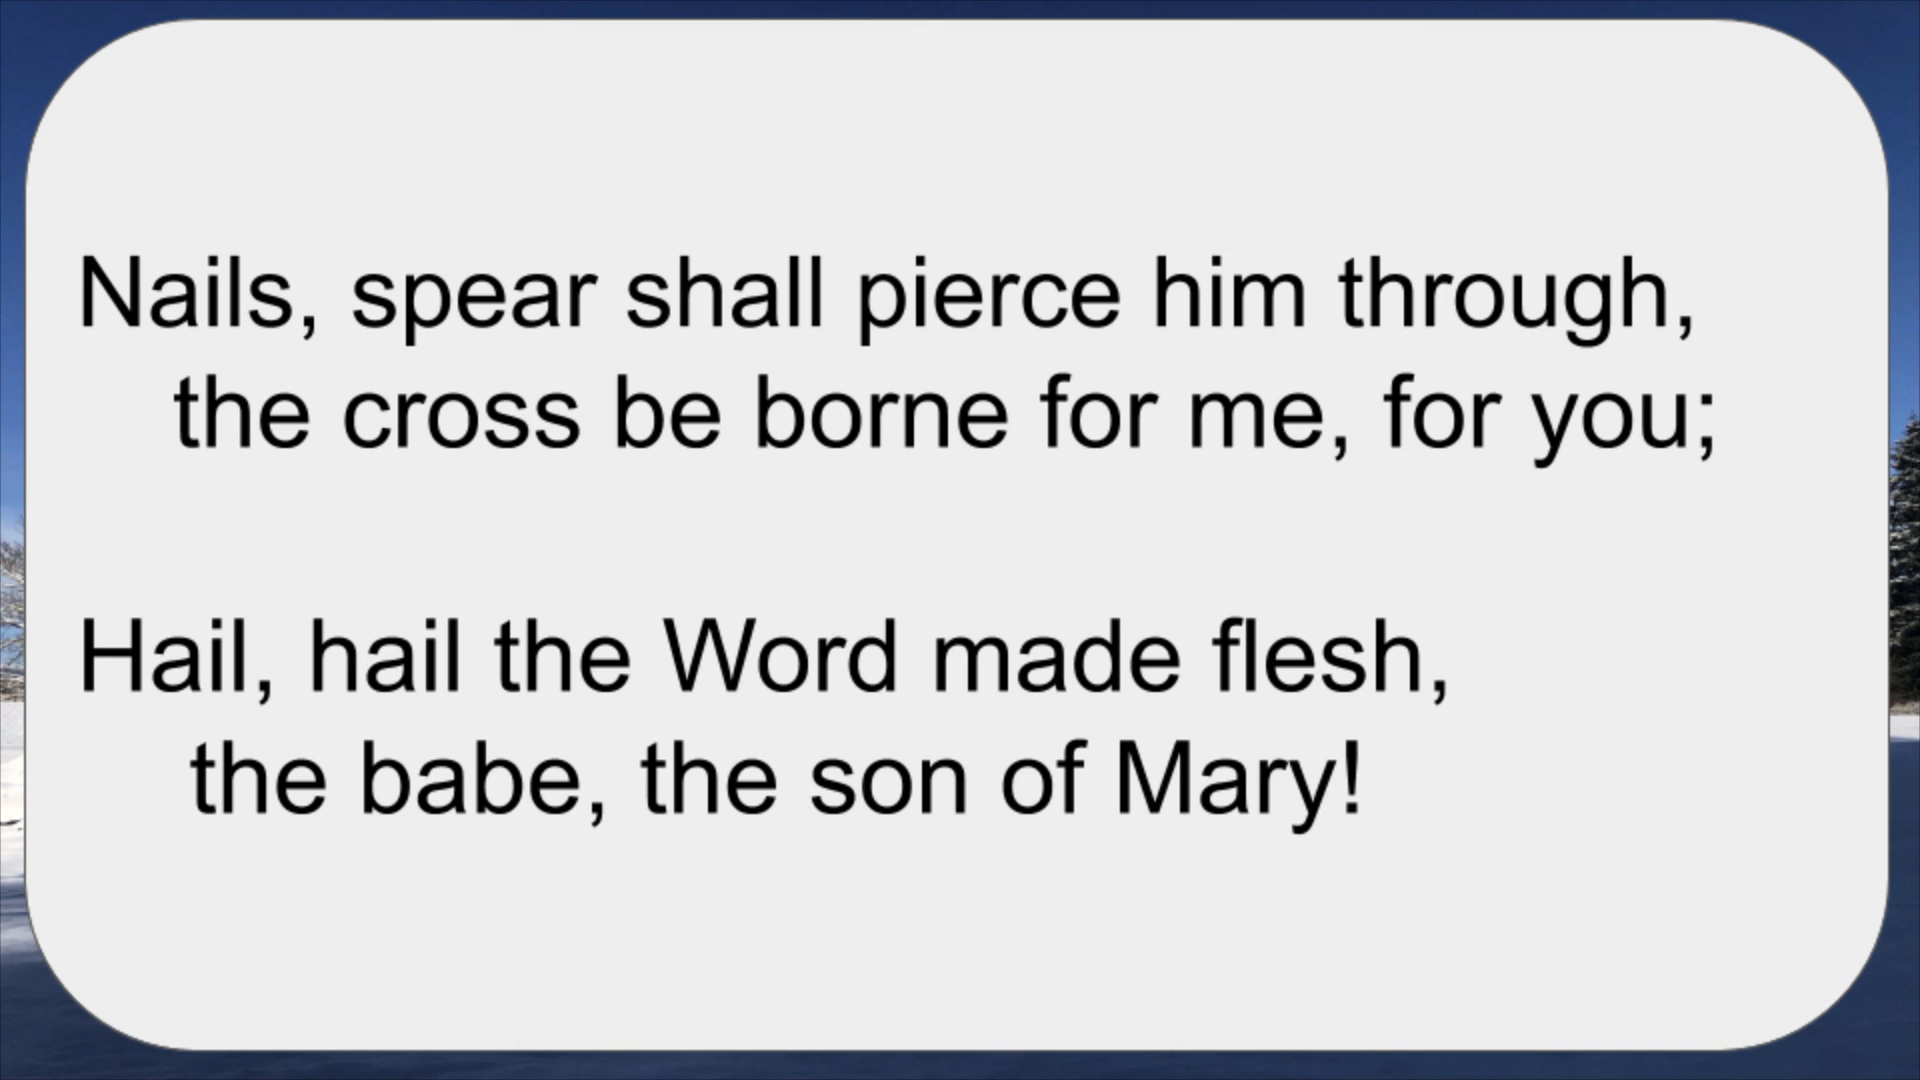 Nails, spear shall pierce him through,
the cross be borne for me, for you;
Hail, hail the Word made flesh,
the babe, the son of Mary!